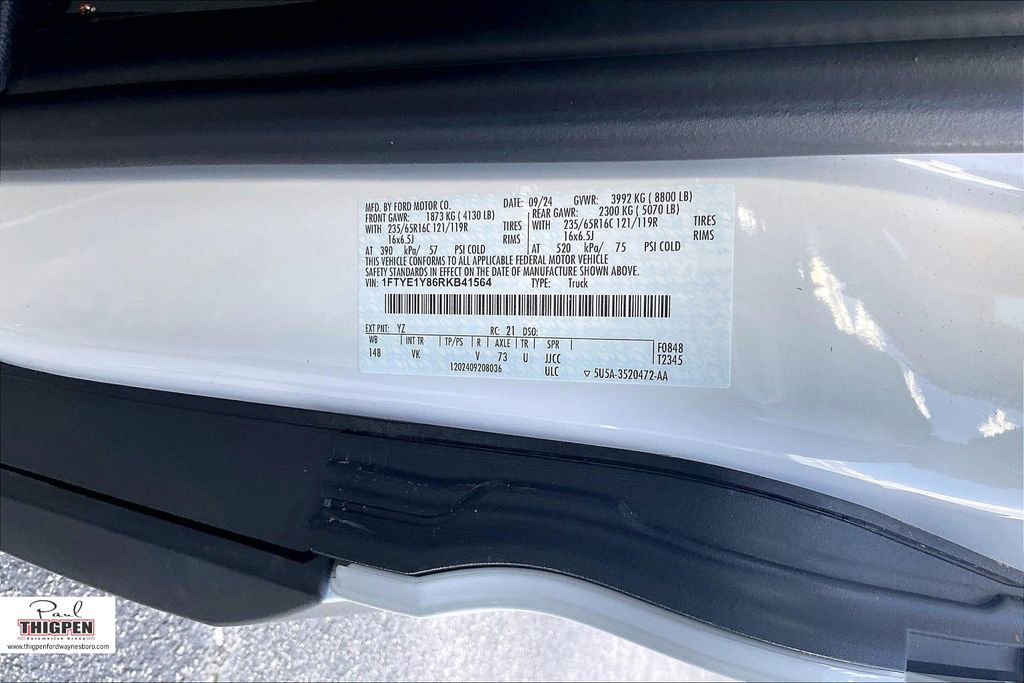 MFD. BY FORD MOTOR CO. DATE: 09/24 GVWR: 3992 KG ( 8800 LB)
FRONT GAWR: 1873 KG ( 4130 LB) REAR GAWR: 2300 KG ( 5070 LB)
WITH 235/65R16C 121/119R TIRES WITH 235/65R16C 121/119R TIRES
16x6.5J RIMS 16x6.5J RIMS
AT 390 kPa/ 57 PSI COLD AT 520 kPa/ 75 PSI COLD
THIS VEHICLE CONFORMS TO ALL APPLICABLE FEDERAL MOTOR VEHICLE
SAFETY STANDARDS IN EFFECT ON THE DATE OF MANUFACTURE SHOWN ABOVE.
VIN: 1FTYE1Y86RKB41564 TYPE: Truck
EXT PNT: YZ RC: 21 DSO:
WB INT TR TP/PS R AXLE TR SPR F0848
148 VK V 73 U JJCC T2345
1202409208036 ULC ▽ 5U5A-3520472-AA
Paul
THIGPEN
Automotive Group
www.thigpenfordwaynesboro.com